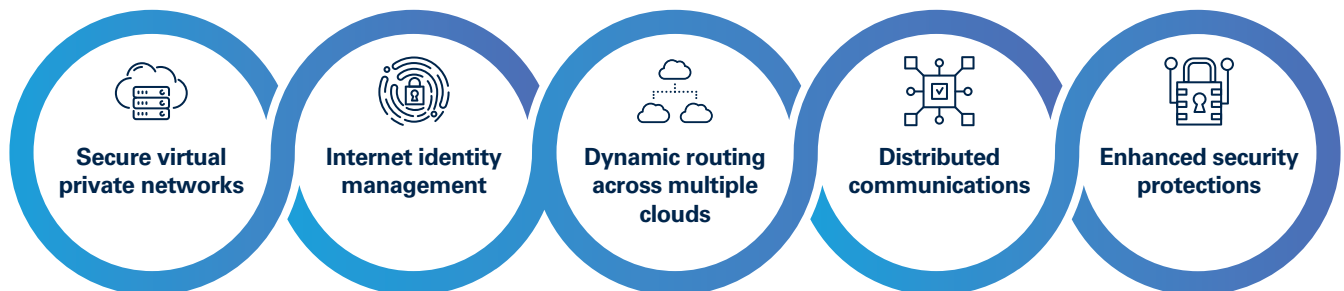 Secure virtual
private networks
Internet identity
management
Dynamic routing
across multiple
clouds
Distributed
communications
Enhanced security
protections